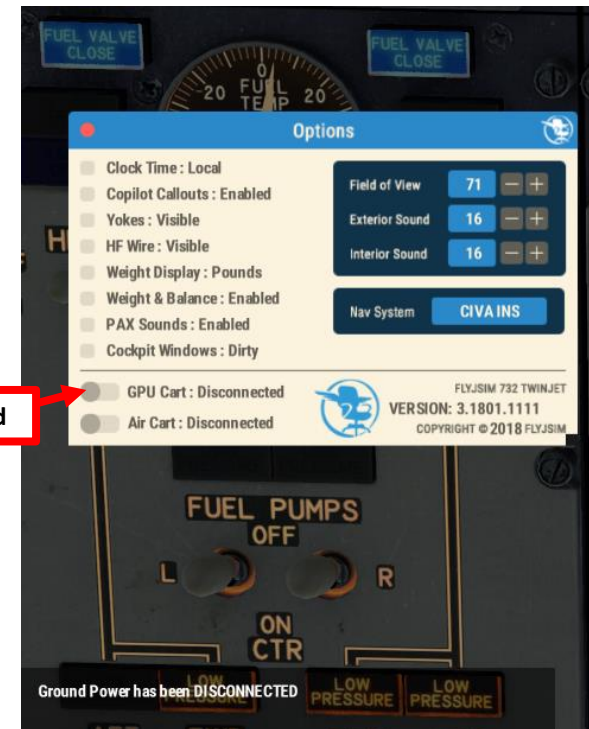 FUEL VALVE
CLOSE
FUEL VALVE
CLOSE
0
20 FUEL 20
TEMP
Options
Clock Time : Local
Copilot Callouts : Enabled
Yokes : Visible
HF Wire : Visible
Weight Display : Pounds
Weight & Balance : Enabled
PAX Sounds : Enabled
Cockpit Windows : Dirty
Field of View 71 − +
Exterior Sound 16 − +
Interior Sound 16 − +
Nav System CIVA INS
GPU Cart : Disconnected
Air Cart : Disconnected
FLYJSIM 732 TWINJET
VERSION: 3.1801.1111
COPYRIGHT © 2018 FLYJSIM
d
FUEL PUMPS
OFF
L R
ON
CTR
Ground Power has been DISCONNECTED
LOW
PRESSURE
LOW
PRESSURE
LOW
PRESSURE